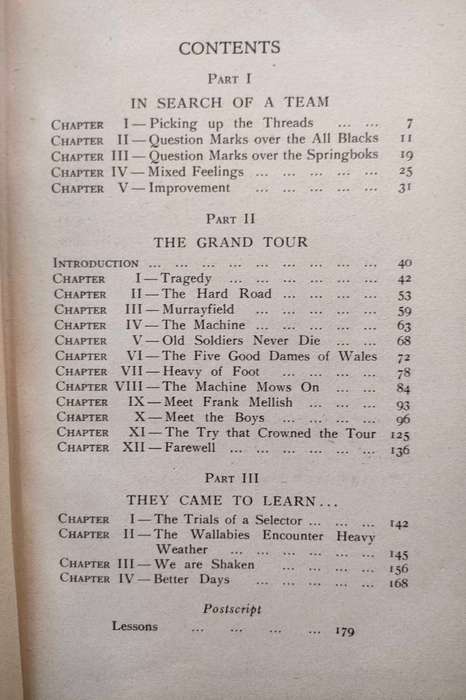 CONTENTS
PART I
IN SEARCH OF A TEAM
CHAPTER I—Picking up the Threads ... ... 7
CHAPTER II—Question Marks over the All Blacks 11
CHAPTER III—Question Marks over the Springboks 19
CHAPTER IV—Mixed Feelings ... ... ... ... ... 25
CHAPTER V—Improvement ... ... ... ... ... 31
PART II
THE GRAND TOUR
INTRODUCTION ... ... ... ... ... ... ... ... ... 40
CHAPTER I—Tragedy ... ... ... ... ... ... 42
CHAPTER II—The Hard Road ... ... ... ... 53
CHAPTER III—Murrayfield ... ... ... ... ... 59
CHAPTER IV—The Machine ... ... ... ... ... 63
CHAPTER V—Old Soldiers Never Die ... ... ... 68
CHAPTER VI—The Five Good Dames of Wales 72
CHAPTER VII—Heavy of Foot ... ... ... ... 78
CHAPTER VIII—The Machine Mows On ... ... 84
CHAPTER IX—Meet Frank Mellish ... ... ... 93
CHAPTER X—Meet the Boys ... ... ... ... 96
CHAPTER XI—The Try that Crowned the Tour 125
CHAPTER XII—Farewell ... ... ... ... ... ... 136
PART III
THEY CAME TO LEARN...
CHAPTER I—The Trials of a Selector ... ... ... 142
CHAPTER II—The Wallabies Encounter Heavy
Weather ... ... ... ... ... ... 145
CHAPTER III—We are Shaken ... ... ... ... 156
CHAPTER IV—Better Days ... ... ... ... ... 168
Postscript
Lessons ... ... ... ... 179